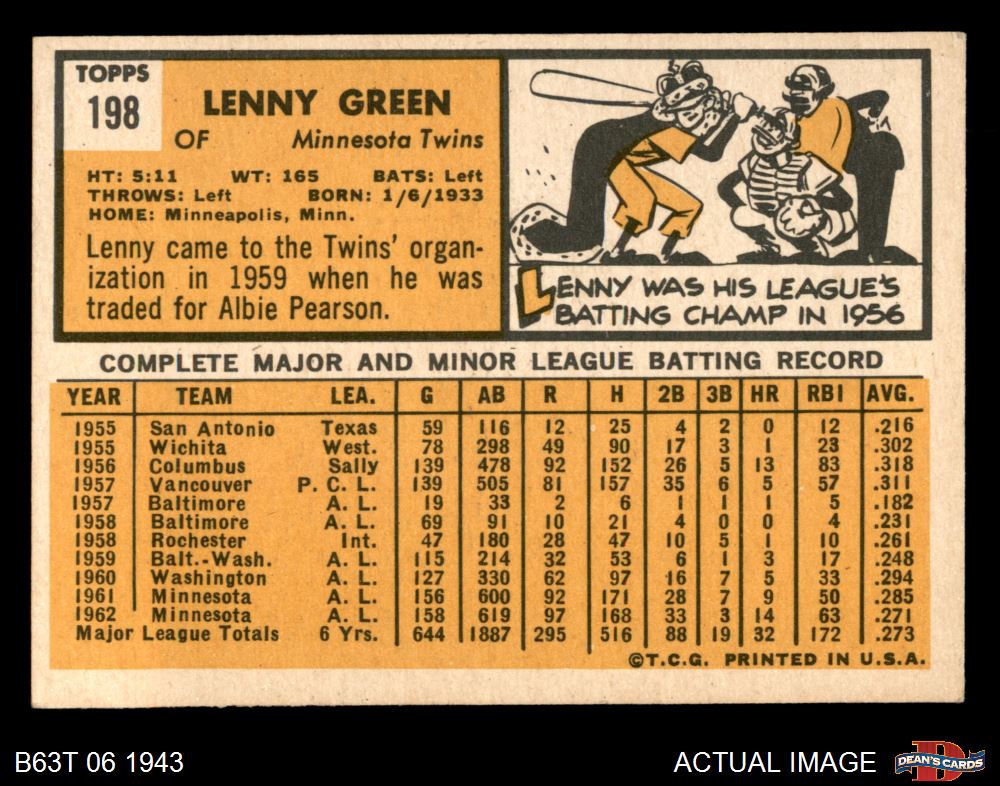 TOPPS
198
LENNY GREEN
OF Minnesota Twins
HT: 5:11 WT: 165 BATS: Left
THROWS: Left BORN: 1/6/1933
HOME: Minneapolis, Minn.
Lenny came to the Twins' organ-
ization in 1959 when he was
traded for Albie Pearson.
LENNY WAS HIS LEAGUE'S
BATTING CHAMP IN 1956
COMPLETE MAJOR AND MINOR LEAGUE BATTING RECORD
YEAR TEAM LEA. G AB R H 2B 3B HR RBI AVG.
1955 San Antonio Texas 59 116 12 25 4 2 0 12 .216
1955 Wichita West. 78 298 49 90 17 3 1 23 .302
1956 Columbus Sally 139 478 92 152 26 5 13 83 .318
1957 Vancouver P. C. L. 139 505 81 157 35 6 5 57 .311
1957 Baltimore A. L. 19 33 2 6 1 1 1 5 .182
1958 Baltimore A. L. 69 91 10 21 4 0 0 4 .231
1958 Rochester Int. 47 180 28 47 10 5 1 10 .261
1959 Balt.-Wash. A. L. 115 214 32 53 6 1 3 17 .248
1960 Washington A. L. 127 330 62 97 16 7 5 33 .294
1961 Minnesota A. L. 156 600 92 171 28 7 9 50 .285
1962 Minnesota A. L. 158 619 97 168 33 3 14 63 .271
Major League Totals 6 Yrs. 644 1887 295 516 88 19 32 172 .273
©T.C.G. PRINTED IN U.S.A.
B63T 06 1943 ACTUAL IMAGE
D
DEAN'S CARDS